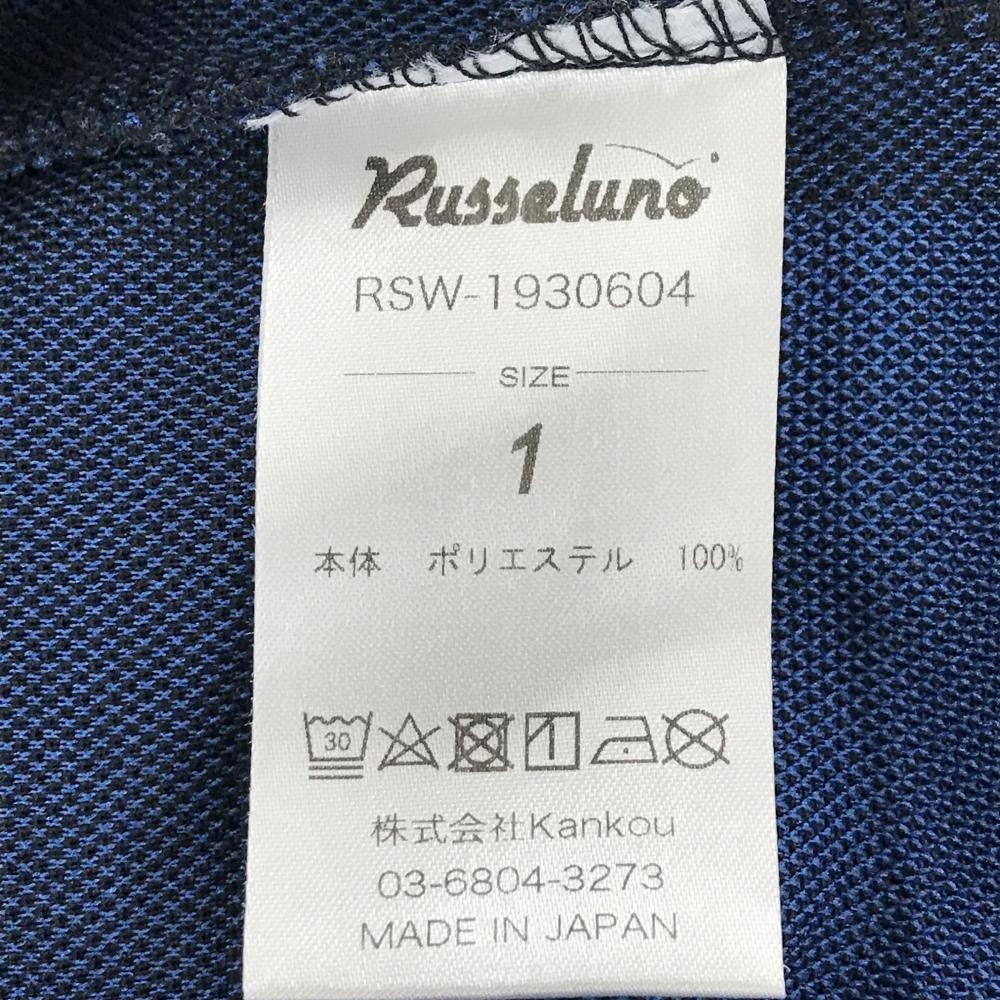 Russeluno
RSW-1930604
SIZE
1
本体 ポリエステル 100%
30
株式会社Kankou
03-6804-3273
MADE IN JAPAN